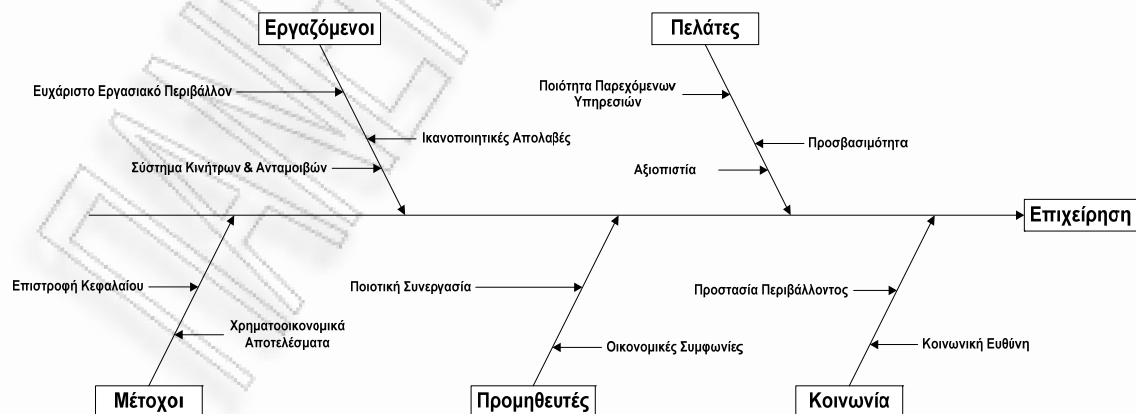 Εργαζόμενοι
Πελάτες
Ευχάριστο Εργασιακό Περιβάλλον
Ποιότητα Παρεχόμενων
Υπηρεσιών
Ικανοποιητικές Απολαβές
Προσβασιμότητα
Σύστημα Κινήτρων & Ανταμοιβών
Αξιοπιστία
Επιχείρηση
Επιστροφή Κεφαλαίου
Ποιοτική Συνεργασία
Προστασία Περιβάλλοντος
Χρηματοοικονομικά
Αποτελέσματα
Οικονομικές Συμφωνίες
Κοινωνική Ευθύνη
Μέτοχοι
Προμηθευτές
Κοινωνία